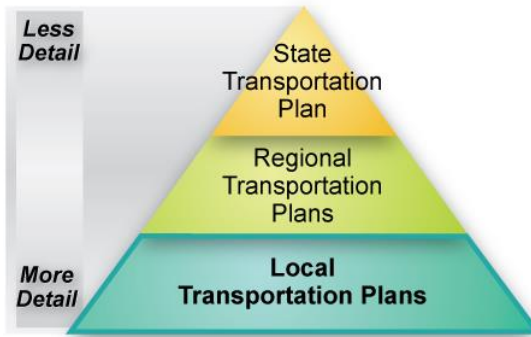 Less
Detail
State
Transportation
Plan
Regional
Transportation
Plans
More
Detail
Local
Transportation Plans